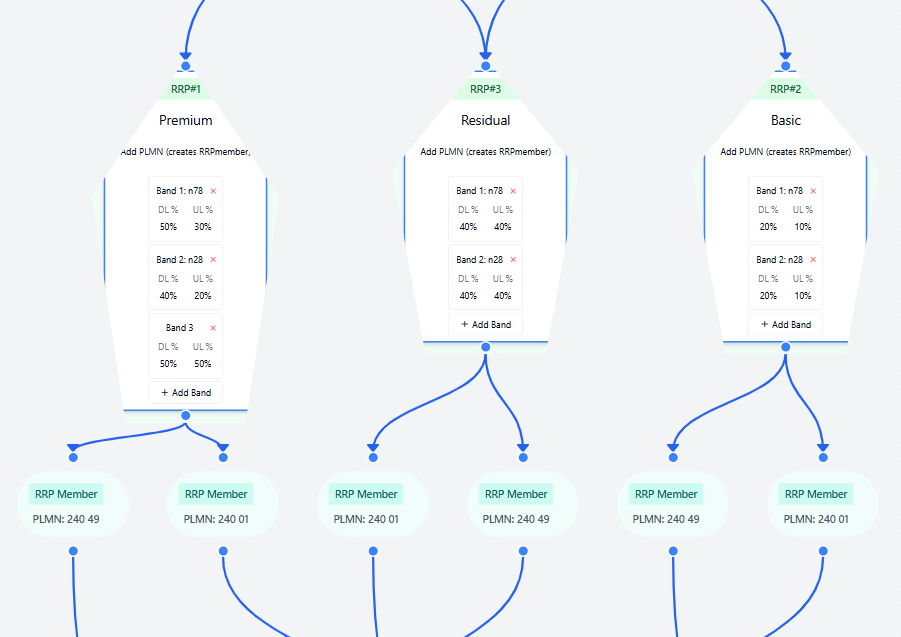 RRP#1
Premium
Add PLMN (creates RRPmember,
Band 1: n78 ×
DL % UL %
50% 30%
Band 2: n28 ×
DL % UL %
40% 20%
Band 3 ×
DL % UL %
50% 50%
+ Add Band
RRP#3
Residual
Add PLMN (creates RRPmember)
Band 1: n78 ×
DL % UL %
40% 40%
Band 2: n28 ×
DL % UL %
40% 40%
+ Add Band
RRP#2
Basic
Add PLMN (creates RRPmember)
Band 1: n78 ×
DL % UL %
20% 10%
Band 2: n28 ×
DL % UL %
20% 10%
+ Add Band
RRP Member
PLMN: 240 49
RRP Member
PLMN: 240 01
RRP Member
PLMN: 240 01
RRP Member
PLMN: 240 49
RRP Member
PLMN: 240 49
RRP Member
PLMN: 240 01